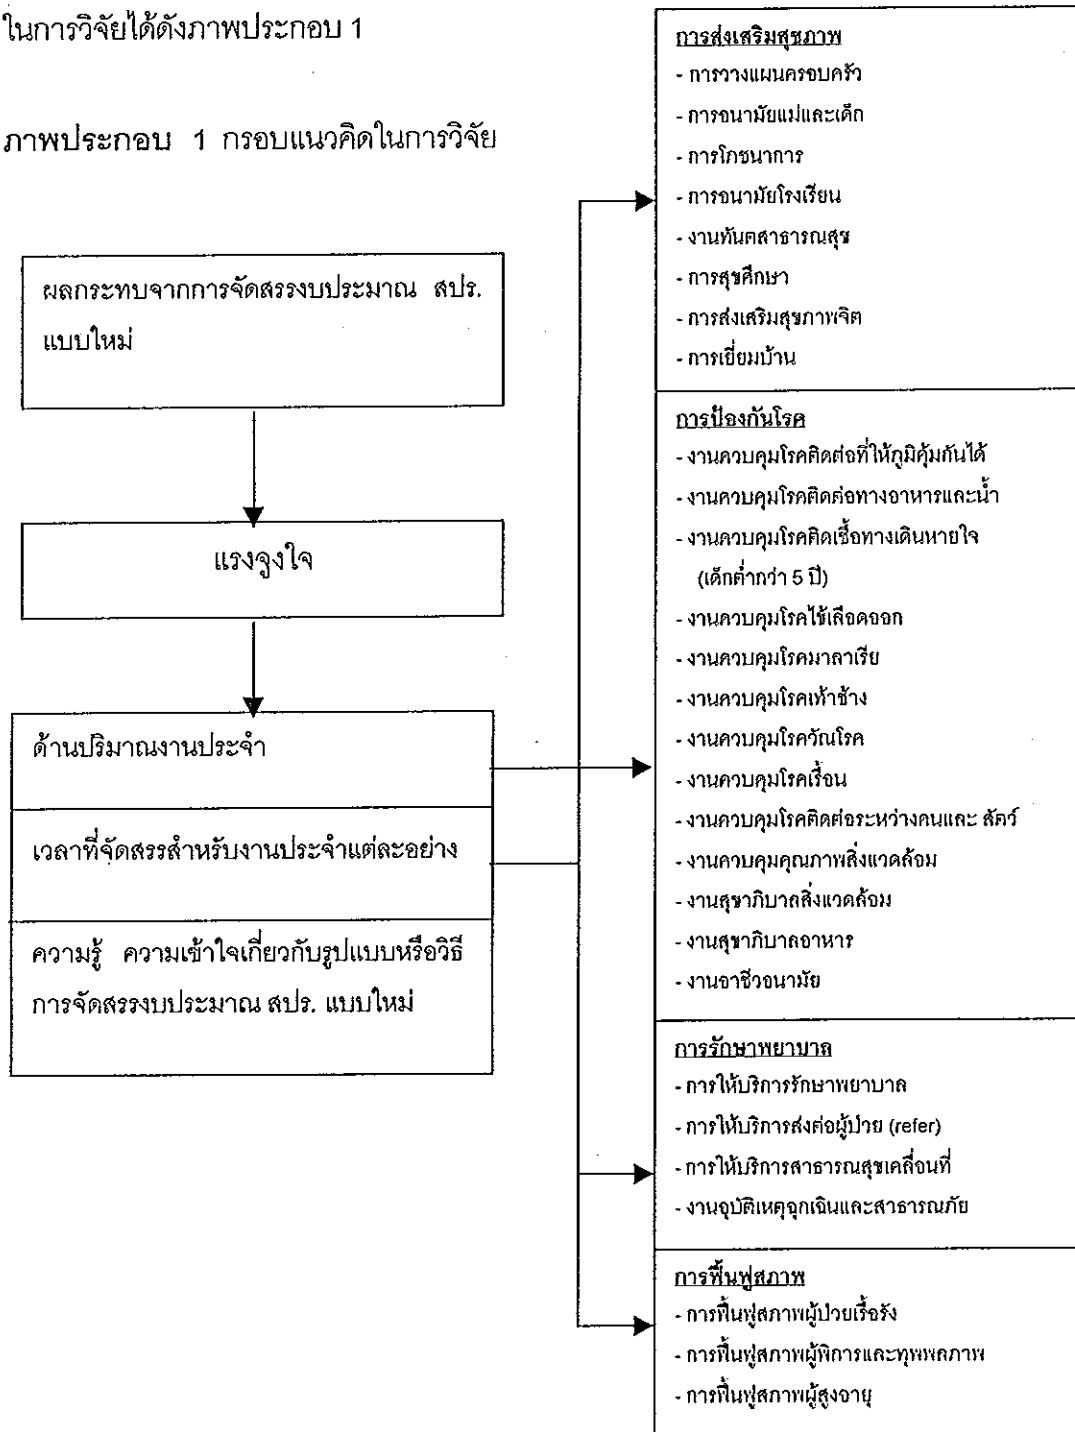 ในการวิจัยได้ดังภาพประกอบ 1
ภาพประกอบ 1 กรอบแนวคิดในการวิจัย
ผลกระทบจากการจัดสรรงบประมาณ สปร.
แบบใหม่
แรงจูงใจ
ด้านปริมาณงานประจำ
เวลาที่จัดสรรสำหรับงานประจำแต่ละอย่าง
ความรู้ ความเข้าใจเกี่ยวกับรูปแบบหรือวิธี
การจัดสรรงบประมาณ สปร. แบบใหม่
การส่งเสริมสุขภาพ
- การวางแผนครอบครัว
- การอนามัยแม่และเด็ก
- การโภชนาการ
- การอนามัยโรงเรียน
- งานทันตสาธารณสุข
- การสุขศึกษา
- การส่งเสริมสุขภาพจิต
- การเยี่ยมบ้าน
การป้องกันโรค
- งานควบคุมโรคติดต่อที่ให้ภูมิคุ้มกันได้
- งานควบคุมโรคติดต่อทางอาหารและน้ำ
- งานควบคุมโรคติดเชื้อทางเดินหายใจ
(เด็กต่ำกว่า 5 ปี)
- งานควบคุมโรคไข้เลือดออก
- งานควบคุมโรคมาลาเรีย
- งานควบคุมโรคเท้าช้าง
- งานควบคุมโรควัณโรค
- งานควบคุมโรคเรื้อน
- งานควบคุมโรคติดต่อระหว่างคนและ สัตว์
- งานควบคุมคุณภาพสิ่งแวดล้อม
- งานสุขาภิบาลสิ่งแวดล้อม
- งานสุขาภิบาลอาหาร
- งานอาชีวอนามัย
การรักษาพยาบาล
- การให้บริการรักษาพยาบาล
- การให้บริการส่งต่อผู้ป่วย (refer)
- การให้บริการสาธารณสุขเคลื่อนที่
- งานอุบัติเหตุฉุกเฉินและสาธารณภัย
การฟื้นฟูสภาพ
- การฟื้นฟูสภาพผู้ป่วยเรื้อรัง
- การฟื้นฟูสภาพผู้พิการและทุพพลภาพ
- การฟื้นฟูสภาพผู้สูงอายุ